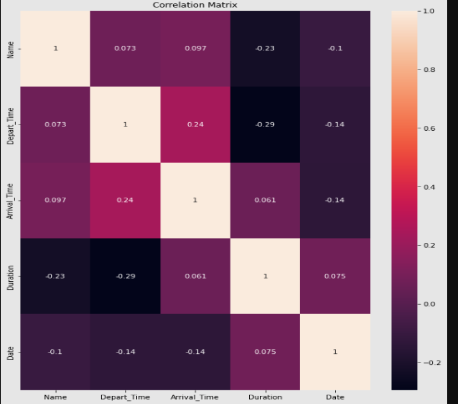 Correlation Matrix
1.0
Name 1 0.073 0.097 -0.23 -0.1
0.8
Depart_Time 0.073 1 0.24 -0.29 -0.14
0.6
0.4
Arrival_Time 0.097 0.24 1 0.061 -0.14
0.2
Duration -0.23 -0.29 0.061 1 0.075
0.0
Date -0.1 -0.14 -0.14 0.075 1
-0.2
Name Depart_Time Arrival_Time Duration Date